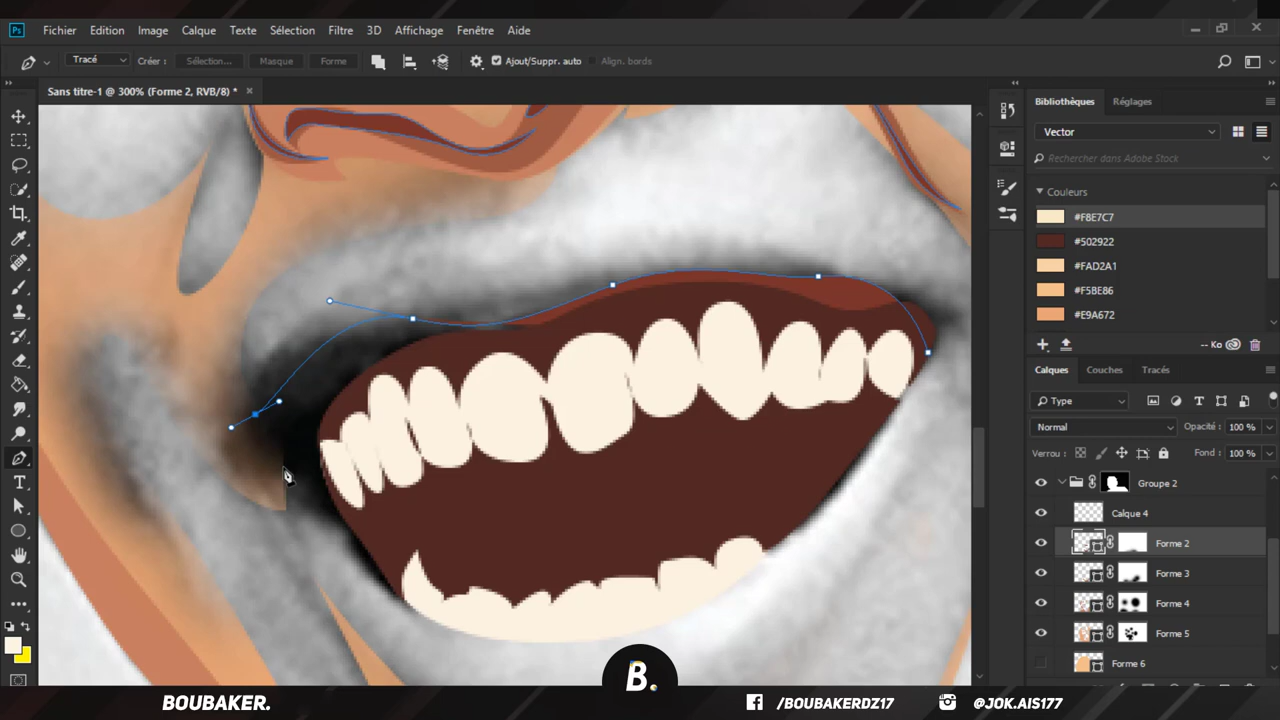 Ps Fichier Edition Image Calque Texte Sélection Filtre 3D Affichage Fenêtre Aide
Tracé Créer : Sélection... Masque Forme Ajout/Suppr. auto Align. bords
Sans titre-1 @ 300% (Forme 2, RVB/8) *
Bibliothèques Réglages
Vector
Rechercher dans Adobe Stock
Couleurs
#F8E7C7
#502922
#FAD2A1
#F5BE86
#E9A672
-- Ko
Calques Couches Tracés
Type
Normal Opacité : 100 %
Verrou : Fond : 100 %
Groupe 2
Calque 4
Forme 2
Forme 3
Forme 4
Forme 5
Forme 6
B.
BOUBAKER. /BOUBAKERDZ17 @JOK.AIS177